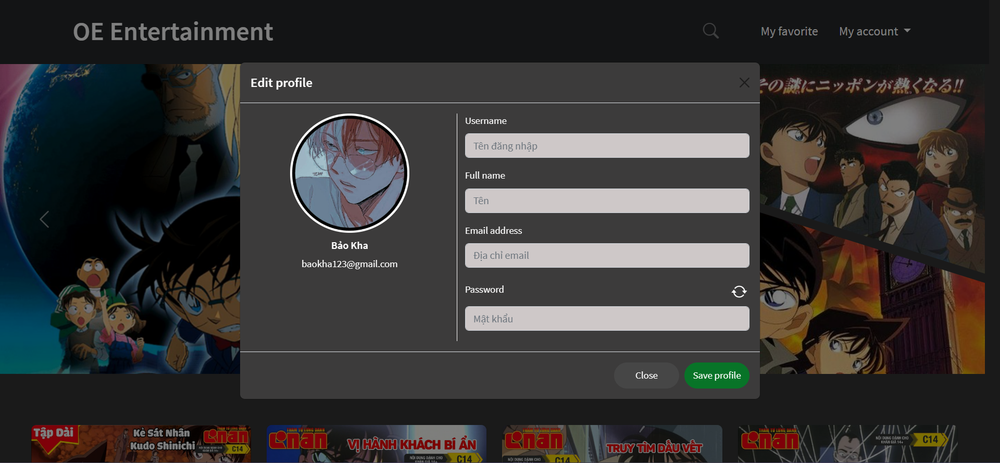 OE Entertainment
My favorite
My account
Edit profile
その謎にニッポンが熱くなる!!
TEJAT
Bảo Kha
baokha123@gmail.com
Username
Tên đăng nhập
Full name
Tên
Email address
Địa chỉ email
Password
Mật khẩu
Close
Save profile
Tập Dài
Kẻ Sát Nhân
Kudo Shinichi
THÁM TỬ LỪNG DANH
Conan
NỘI DUNG DÀNH CHO
KHÁN GIẢ 14+
C14
THÁM TỬ LỪNG DANH
Conan
VỊ HÀNH KHÁCH BÍ ẨN
NỘI DUNG DÀNH CHO
KHÁN GIẢ 14+
C14
THÁM TỬ LỪNG DANH
Conan
TRUY TÌM DẤU VẾT
NỘI DUNG DÀNH CHO
C14
THÁM TỬ LỪNG DANH
Conan
NỘI DUNG DÀNH CHO
KHÁN GIẢ 14+
C14